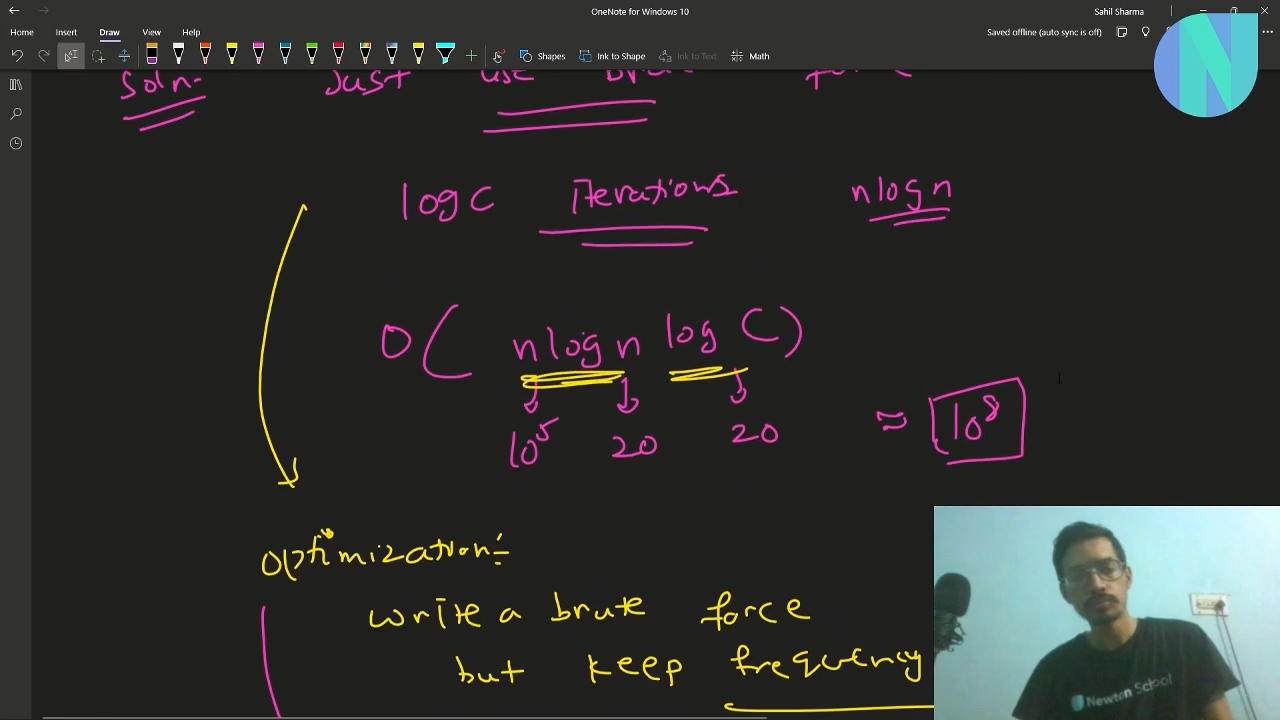 OneNote for Windows 10
Sahil Sharma
Home Insert Draw View Help
Saved offline (auto sync is off)
Shapes Ink to Shape Ink to Text Math
Soln- Just use
log C iterations nlogn
O( nlogn log C)
10^5 20 20 ≈ 10^8
Optimization:-
write a brute force
but keep frequency
Newton School